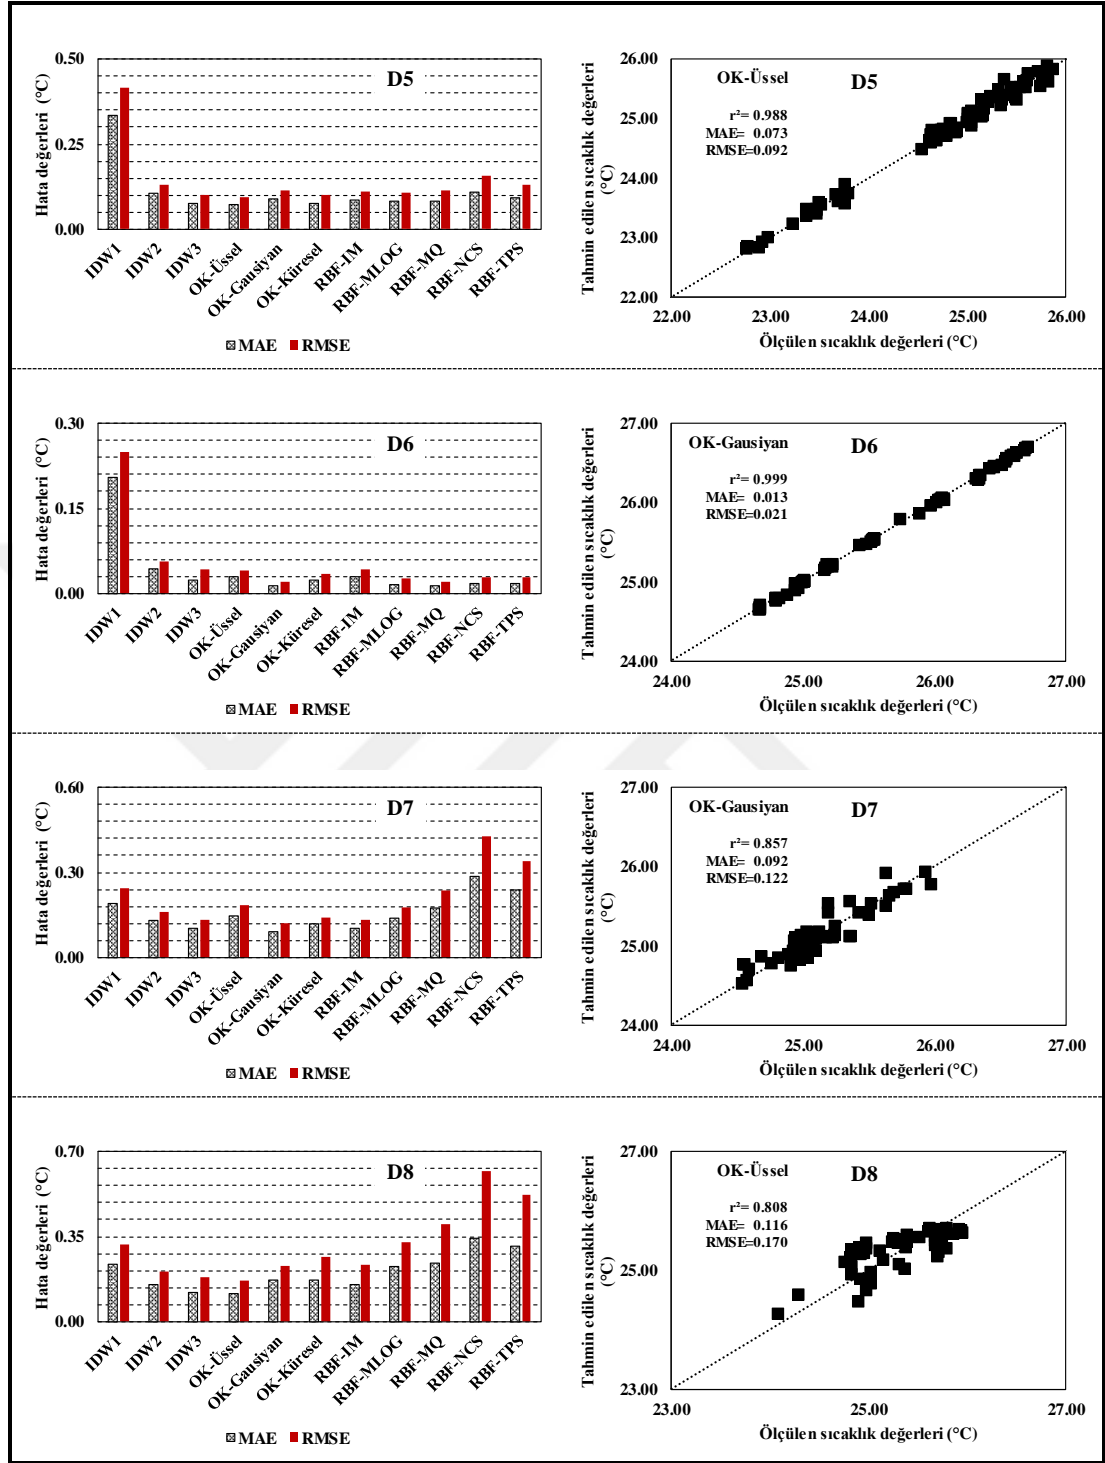 0.50
0.25
0.00
Hata değerleri (°C)
D5
IDW1
IDW2
IDW3
OK-Üssel
OK-Gausiyan
OK-Küresel
RBF-IM
RBF-MLOG
RBF-MQ
RBF-NCS
RBF-TPS
MAE RMSE
26.00
25.00
24.00
23.00
22.00
Tahmin edilen sıcaklık değerleri
(°C)
OK-Üssel
D5
r²= 0.988
MAE= 0.073
RMSE=0.092
22.00 23.00 24.00 25.00 26.00
Ölçülen sıcaklık değerleri (°C)
0.30
0.15
0.00
Hata değerleri (°C)
D6
IDW1
IDW2
IDW3
OK-Üssel
OK-Gausiyan
OK-Küresel
RBF-IM
RBF-MLOG
RBF-MQ
RBF-NCS
RBF-TPS
MAE RMSE
27.00
26.00
25.00
24.00
Tahmin edilen sıcaklık değerleri
(°C)
OK-Gausiyan
D6
r²= 0.999
MAE= 0.013
RMSE=0.021
24.00 25.00 26.00 27.00
Ölçülen sıcaklık değerleri (°C)
0.60
0.30
0.00
Hata değerleri (°C)
D7
IDW1
IDW2
IDW3
OK-Üssel
OK-Gausiyan
OK-Küresel
RBF-IM
RBF-MLOG
RBF-MQ
RBF-NCS
RBF-TPS
MAE RMSE
27.00
26.00
25.00
24.00
Tahmin edilen sıcaklık değerleri
(°C)
OK-Gausiyan
D7
r²= 0.857
MAE= 0.092
RMSE=0.122
24.00 25.00 26.00 27.00
Ölçülen sıcaklık değerleri (°C)
0.70
0.35
0.00
Hata değerleri (°C)
D8
IDW1
IDW2
IDW3
OK-Üssel
OK-Gausiyan
OK-Küresel
RBF-IM
RBF-MLOG
RBF-MQ
RBF-NCS
RBF-TPS
MAE RMSE
27.00
25.00
23.00
Tahmin edilen sıcaklık değerleri
(°C)
OK-Üssel
D8
r²= 0.808
MAE= 0.116
RMSE=0.170
23.00 25.00 27.00
Ölçülen sıcaklık değerleri (°C)